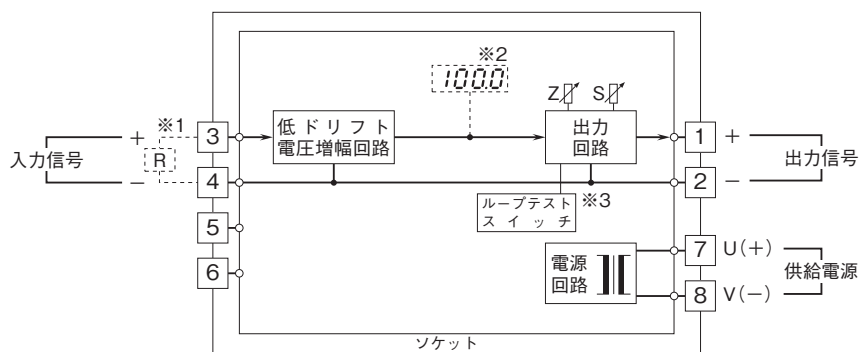 ※2
100.0
Z
S
※1
+
3
低ドリフト
電圧増幅回路
出力
回路
1
+
入力信号
R
出力信号
−
4
2
−
ループテスト
スイッチ
※3
5
7
U(+)
電源
回路
供給電源
6
8
V(−)
ソケット